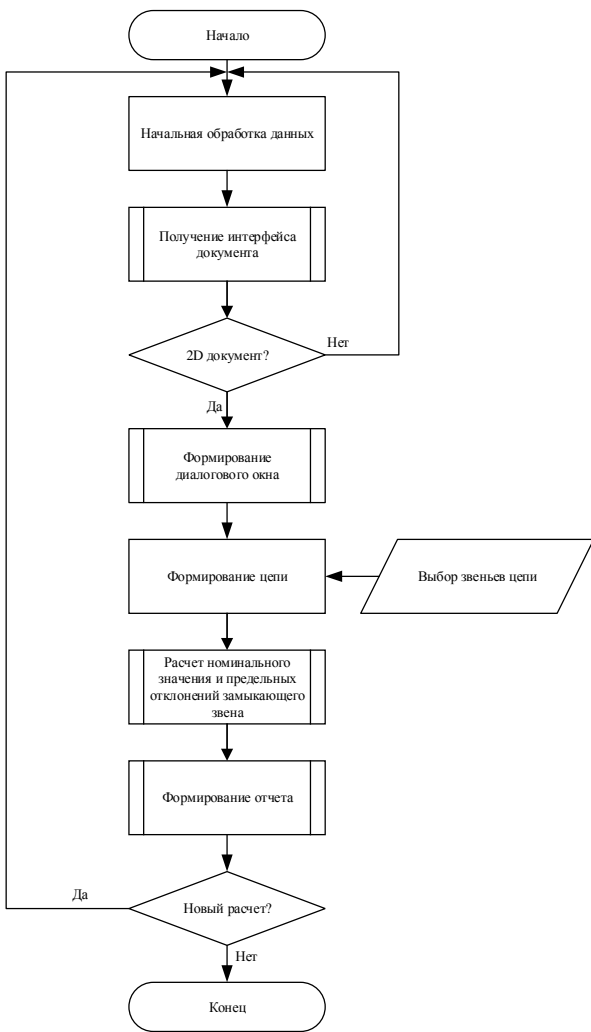 Начало
Начальная обработка данных
Получение интерфейса
документа
2D документ?
Нет
Да
Формирование
диалогового окна
Формирование цепи
Выбор звеньев цепи
Расчет номинального
значения и предельных
отклонений замыкающего
звена
Формирование отчета
Да
Новый расчет?
Нет
Конец